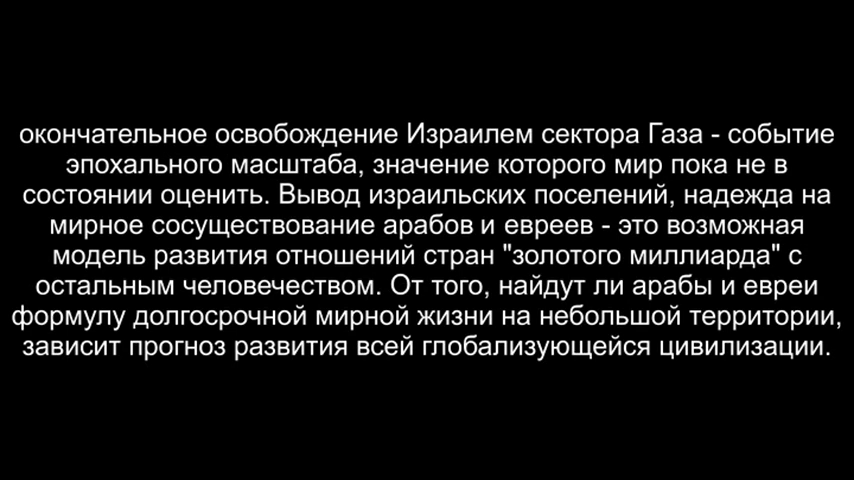 окончательное освобождение Израилем сектора Газа - событие
эпохального масштаба, значение которого мир пока не в
состоянии оценить. Вывод израильских поселений, надежда на
мирное сосуществование арабов и евреев - это возможная
модель развития отношений стран "золотого миллиарда" с
остальным человечеством. От того, найдут ли арабы и евреи
формулу долгосрочной мирной жизни на небольшой территории,
зависит прогноз развития всей глобализующейся цивилизации.